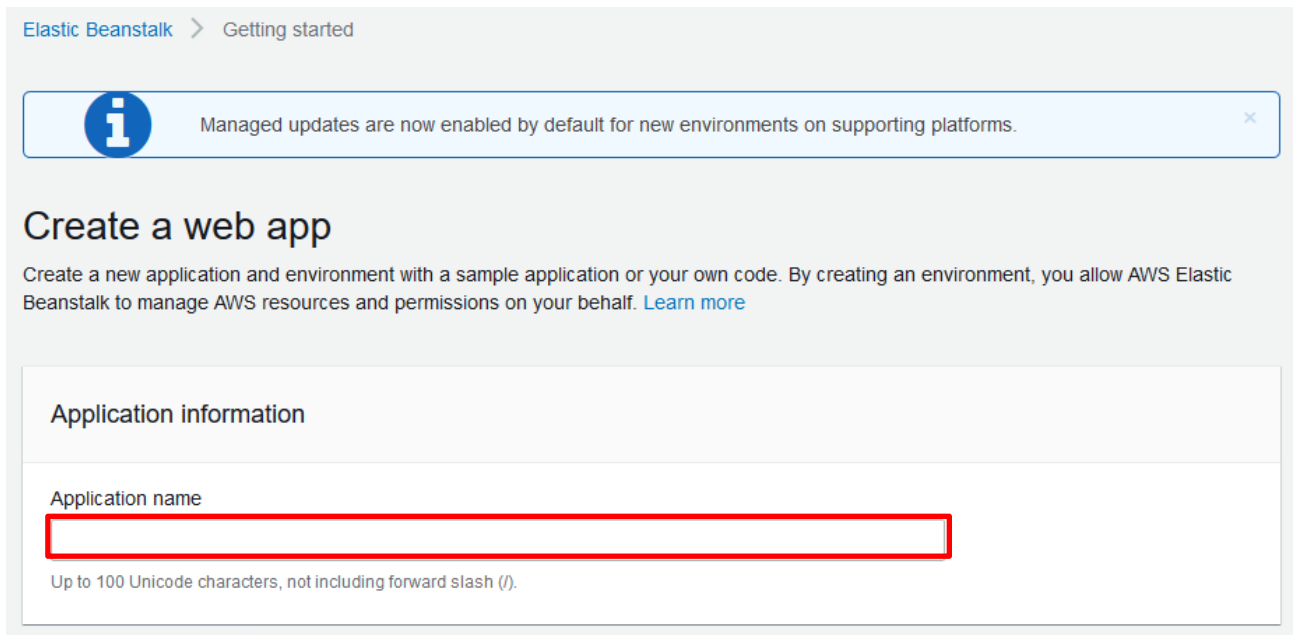 Elastic Beanstalk > Getting started
Managed updates are now enabled by default for new environments on supporting platforms. ×
Create a web app
Create a new application and environment with a sample application or your own code. By creating an environment, you allow AWS Elastic
Beanstalk to manage AWS resources and permissions on your behalf. Learn more
Application information
Application name
Up to 100 Unicode characters, not including forward slash (/).